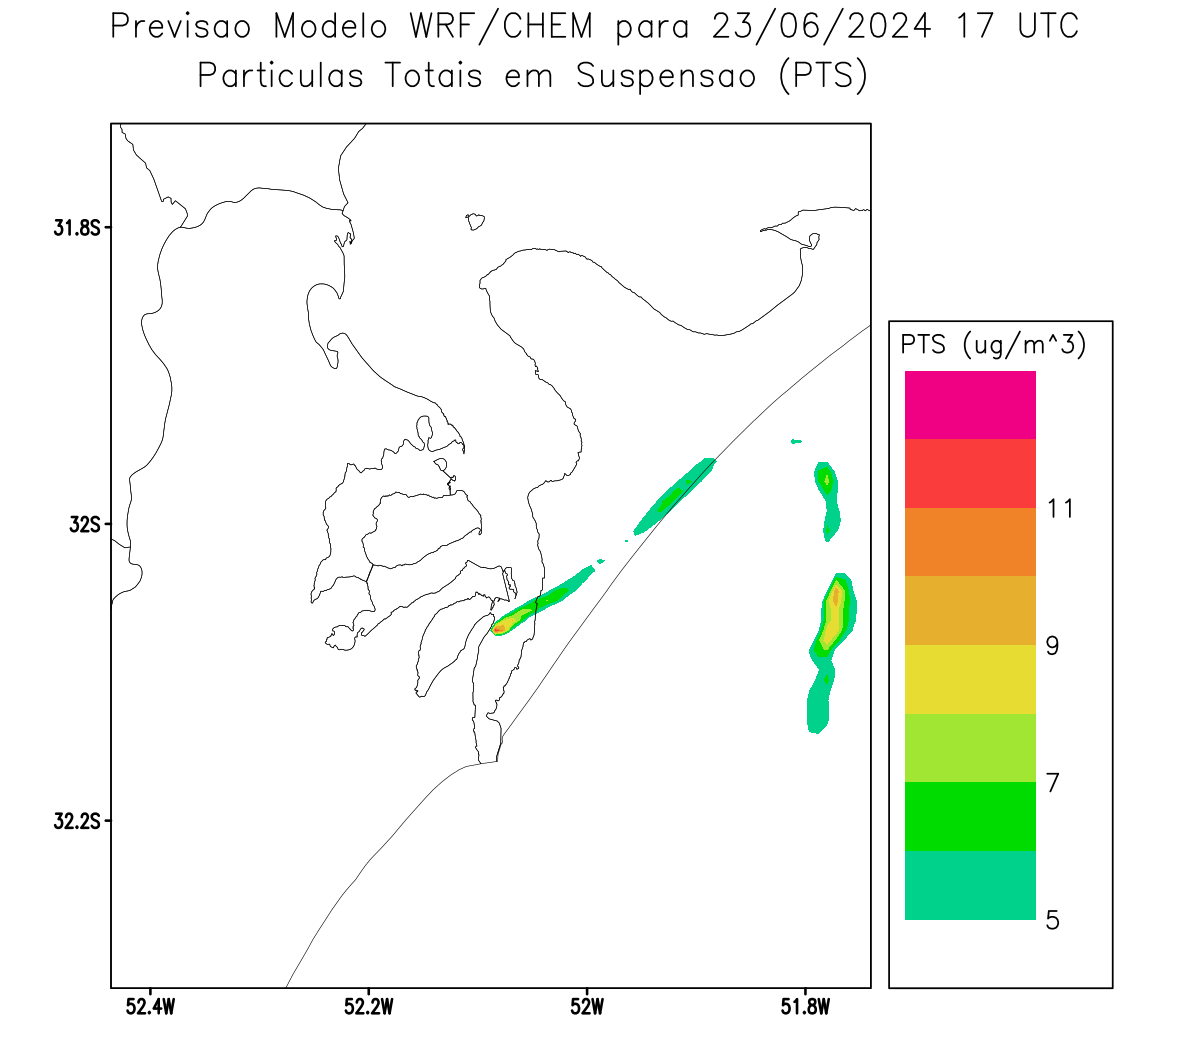 Previsao Modelo WRF/CHEM para 23/06/2024 17 UTC
Particulas Totais em Suspensao (PTS)
31.8S
32S
32.2S
52.4W
52.2W
52W
51.8W
PTS (ug/m^3)
11
9
7
5